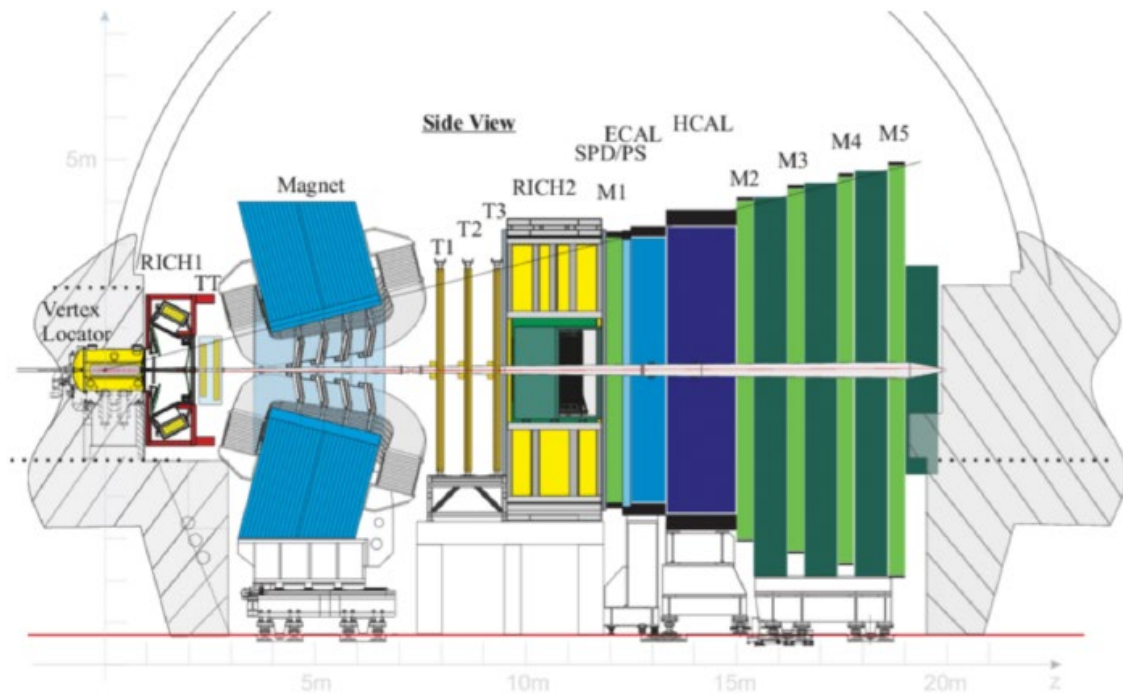 Side View
ECAL
HCAL
SPD/PS
M5
M4
M3
M2
5m
Magnet
RICH2
M1
T3
T2
T1
RICH1
TT
Vertex
Locator
5m
10m
15m
20m
z